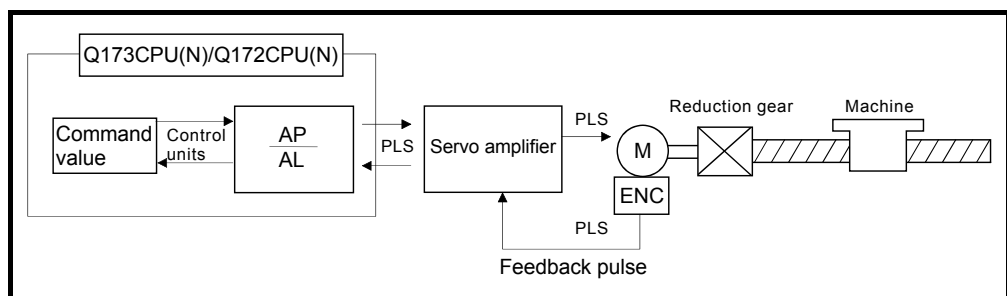 Q173CPU(N)/Q172CPU(N)
Command
value
Control
units
AP
AL
PLS
Servo amplifier
PLS
M
ENC
Reduction gear
Machine
PLS
Feedback pulse